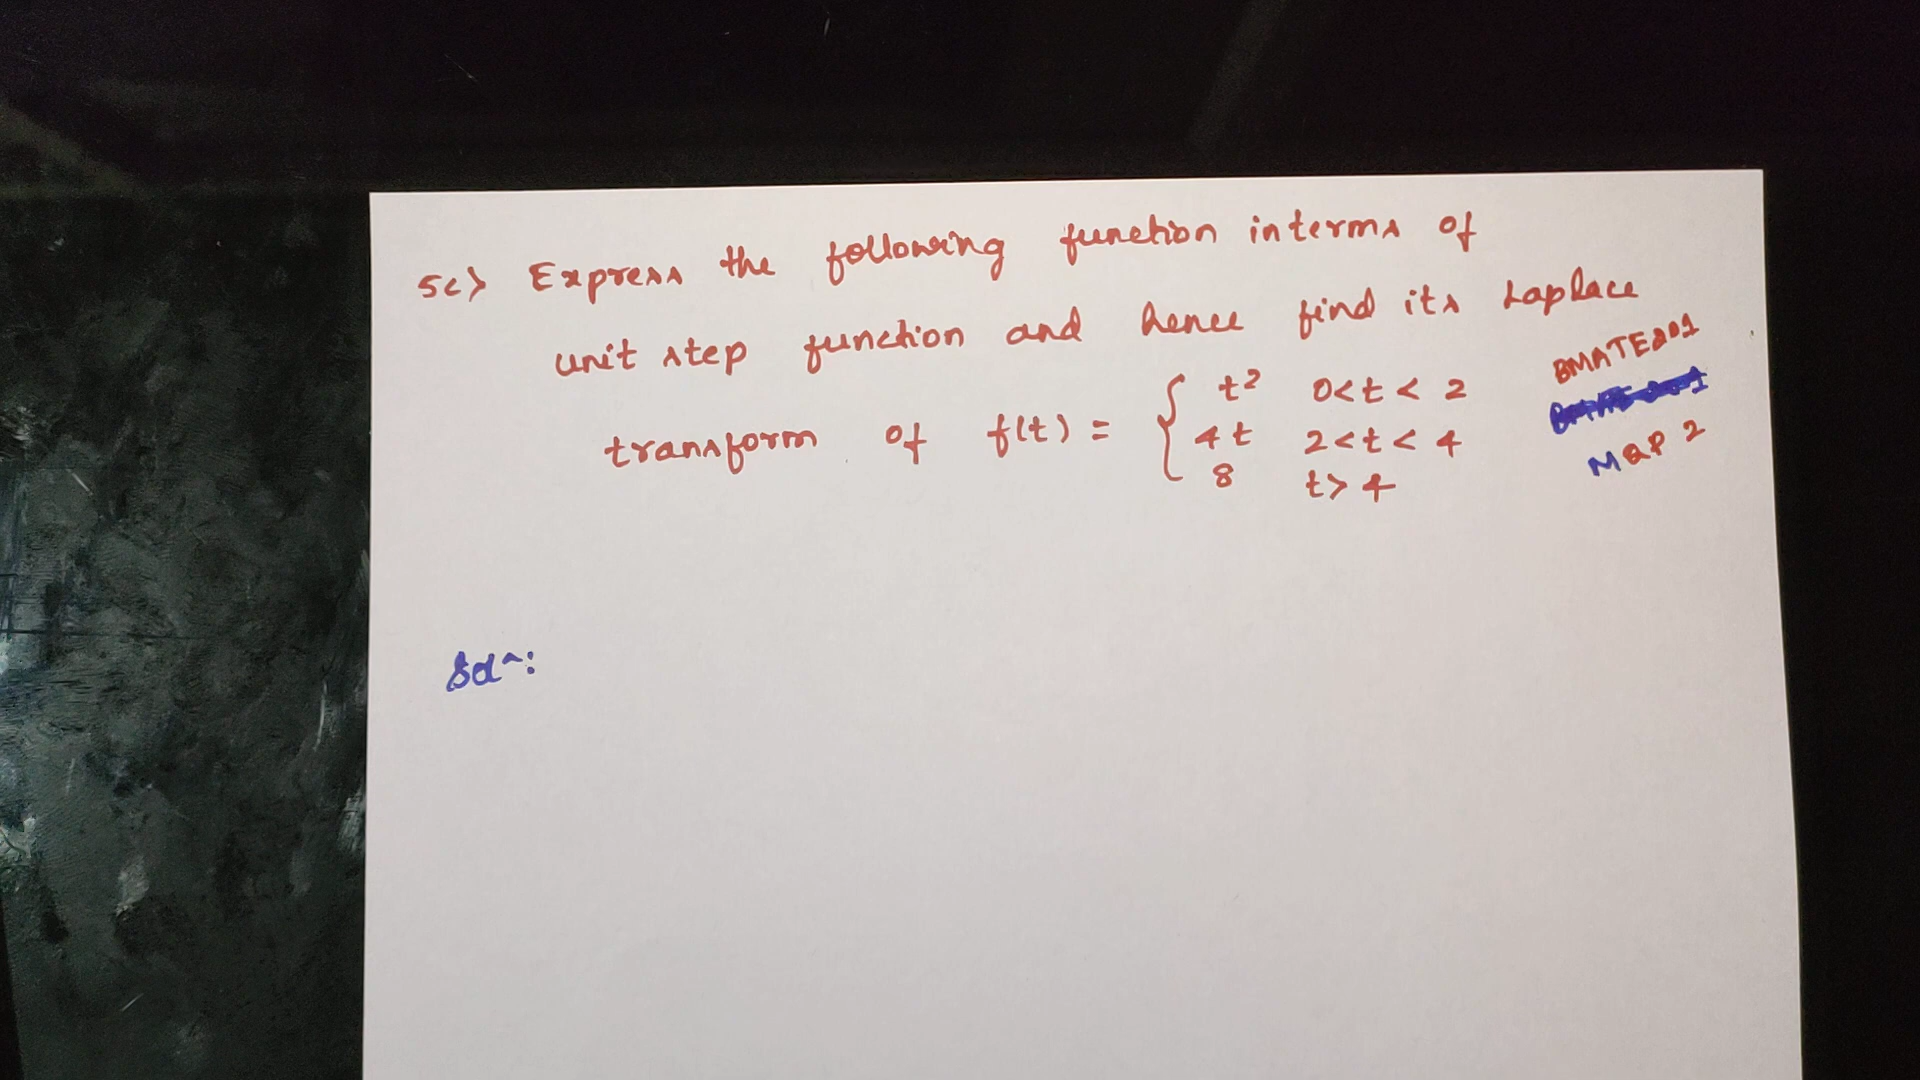 5c) Express the following function interms of
unit step function and hence find its Laplace
transform of f(t) = { t² 0<t<2
4t 2<t<4
8 t>4
BMATE201
MQP 2
Sol^n: